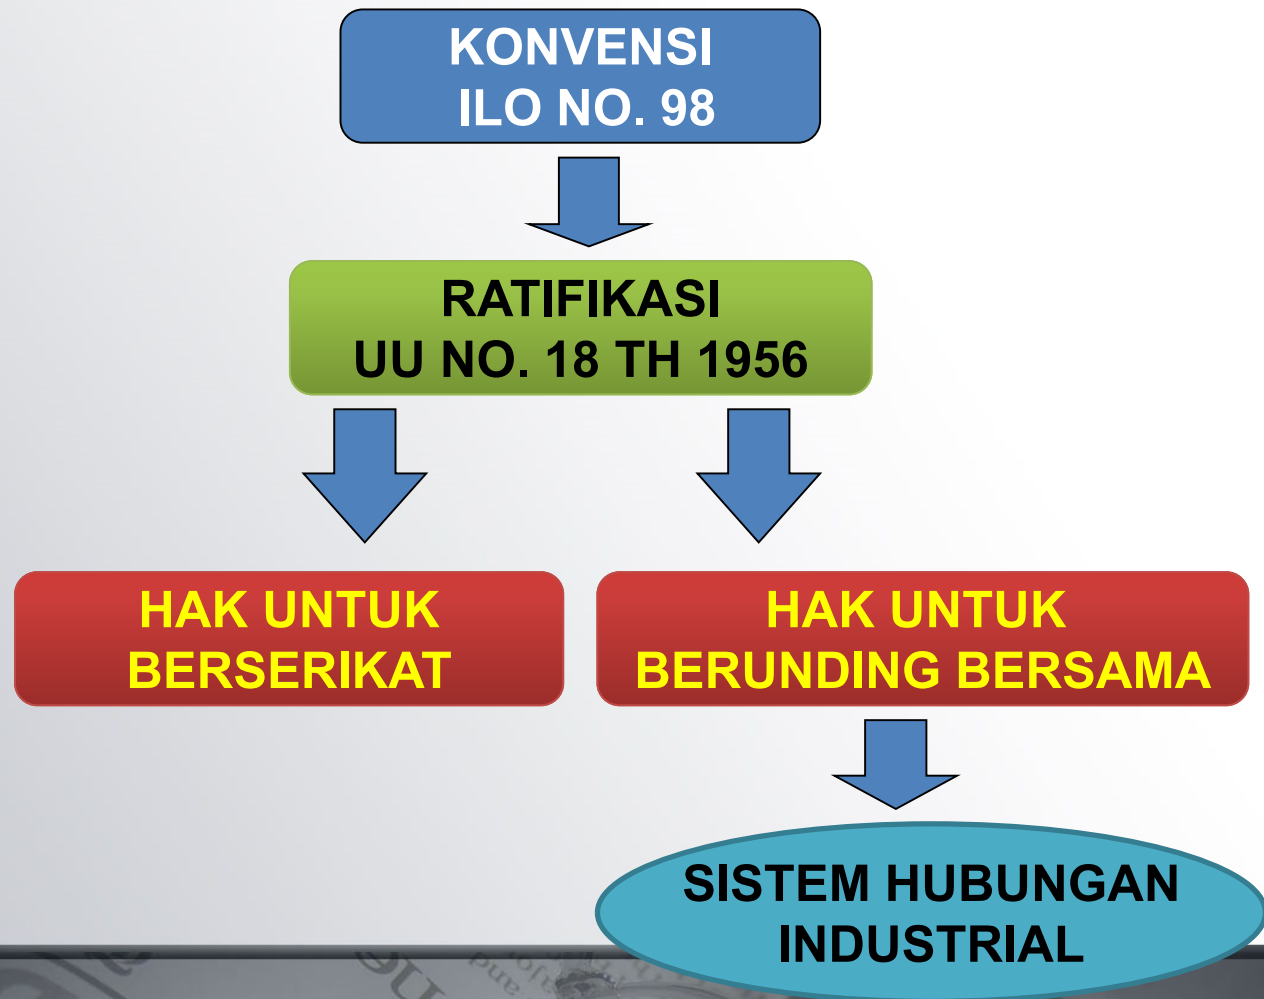 KONVENSI
ILO NO. 98
RATIFIKASI
UU NO. 18 TH 1956
HAK UNTUK
BERSERIKAT
HAK UNTUK
BERUNDING BERSAMA
SISTEM HUBUNGAN
INDUSTRIAL